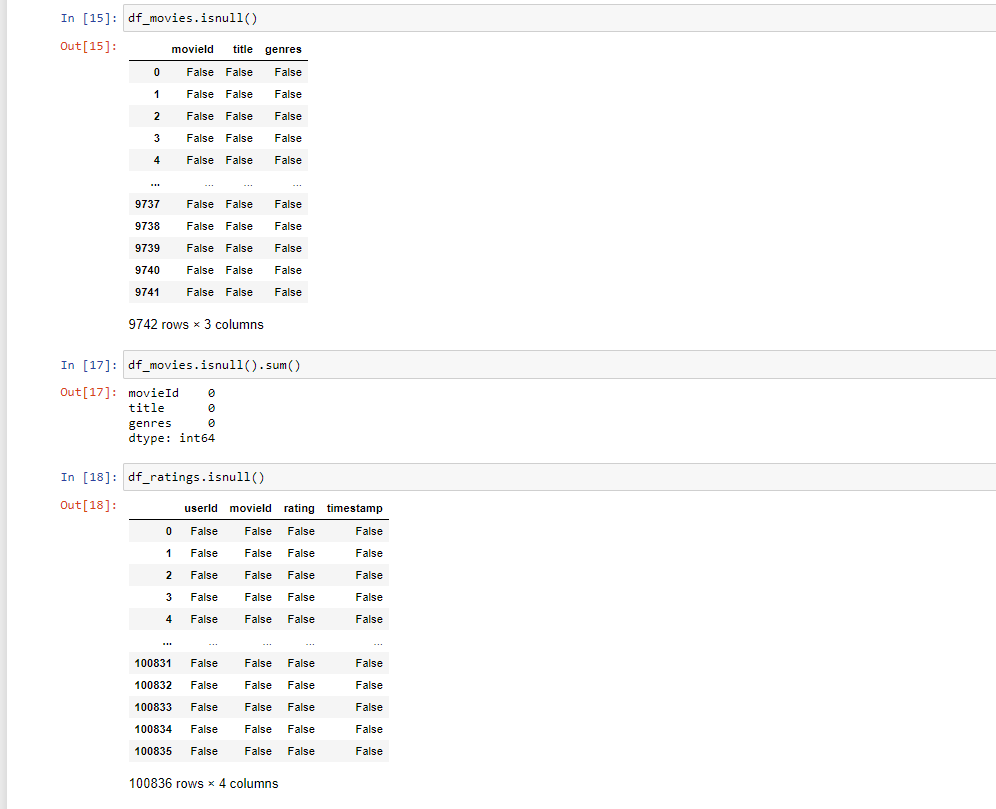 In [15]: df_movies.isnull()
Out[15]:
movieId title genres
0 False False False
1 False False False
2 False False False
3 False False False
4 False False False
... ... ... ...
9737 False False False
9738 False False False
9739 False False False
9740 False False False
9741 False False False
9742 rows × 3 columns
In [17]: df_movies.isnull().sum()
Out[17]: movieId 0
title 0
genres 0
dtype: int64
In [18]: df_ratings.isnull()
Out[18]:
userId movieId rating timestamp
0 False False False False
1 False False False False
2 False False False False
3 False False False False
4 False False False False
... ... ... ... ...
100831 False False False False
100832 False False False False
100833 False False False False
100834 False False False False
100835 False False False False
100836 rows × 4 columns